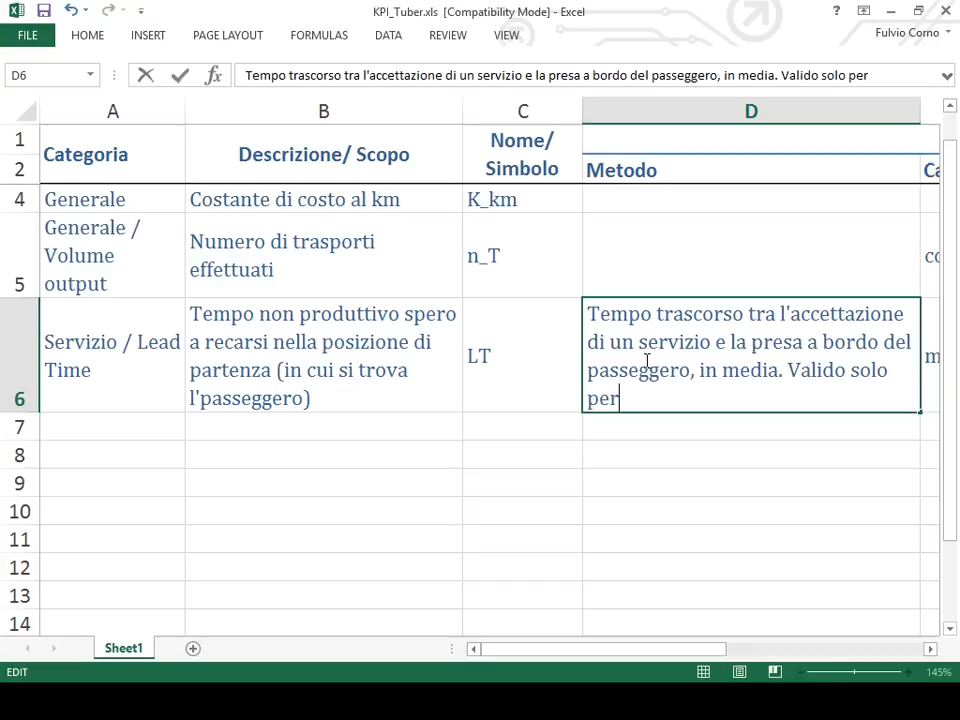 KPI_Tuber.xls [Compatibility Mode] - Excel
?
FILE HOME INSERT PAGE LAYOUT FORMULAS DATA REVIEW VIEW Fulvio Corno
D6 fx Tempo trascorso tra l'accettazione di un servizio e la presa a bordo del passeggero, in media. Valido solo per
A B C D
1
2
Categoria
Descrizione/ Scopo
Nome/
Simbolo
Metodo
Ca
4 Generale Costante di costo al km K_km
5
Generale /
Volume
output
Numero di trasporti
effettuati
n_T
co
6
Servizio / Lead
Time
Tempo non produttivo spero
a recarsi nella posizione di
partenza (in cui si trova
l'passeggero)
LT
Tempo trascorso tra l'accettazione
di un servizio e la presa a bordo del
passeggero, in media. Valido solo
per
m
7
8
9
10
11
12
13
14
Sheet1
EDIT 145%